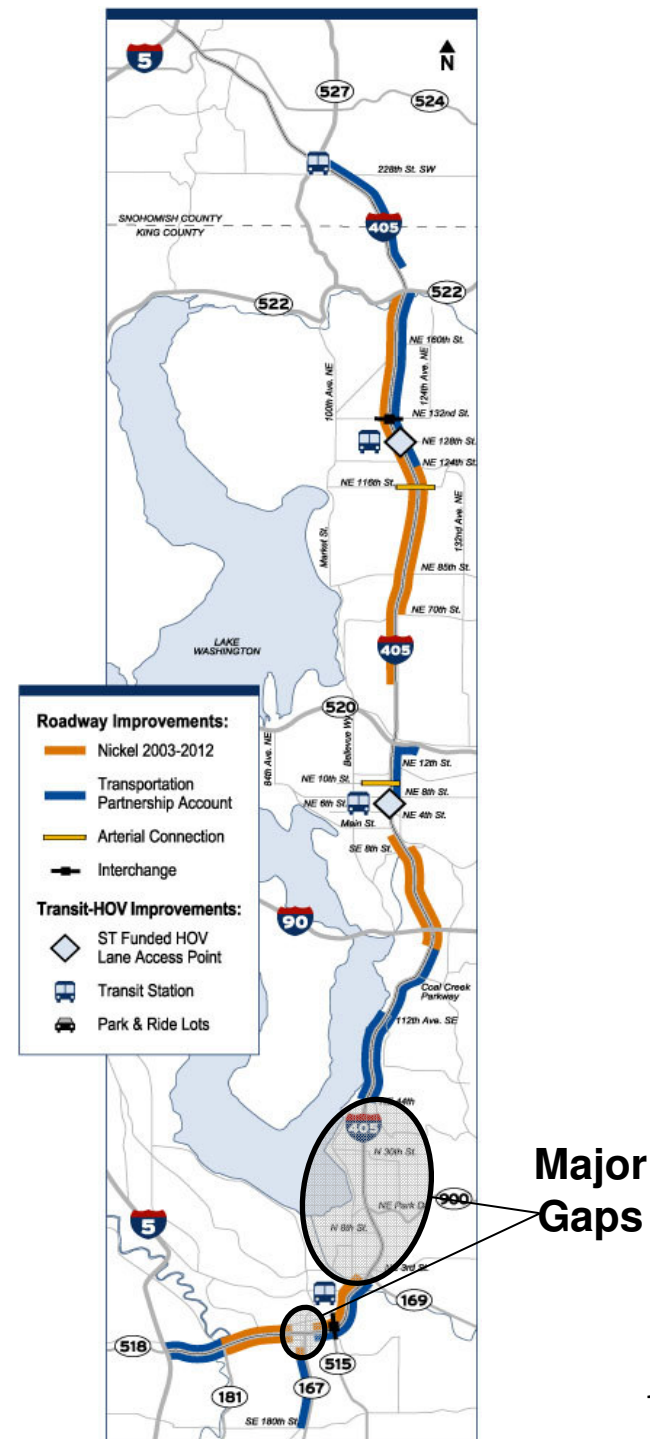 5
N
527
524
228th St. SW
SNOHOMISH COUNTY
KING COUNTY
405
522
522
NE 160th St.
124th Ave. NE
100th Ave. NE
NE 132nd St.
NE 128th St.
NE 124th St.
NE 116th St.
132nd Ave. NE
Market St.
NE 85th St.
NE 70th St.
LAKE
WASHINGTON
405
520
Bellevue Wy.
84th Ave. NE
NE 12th St.
NE 10th St.
NE 8th St.
NE 6th St.
NE 4th St.
Main St.
SE 8th St.
Roadway Improvements:
Nickel 2003-2012
Transportation
Partnership Account
Arterial Connection
Interchange
Transit-HOV Improvements:
ST Funded HOV
Lane Access Point
Transit Station
Park & Ride Lots
90
Coal Creek
Parkway
112th Ave. SE
NE 44th
405
N 30th St.
Major
Gaps
900
NE Park D
N 8th St.
5
NE 3rd St.
169
518
515
181
167
SE 180th St.